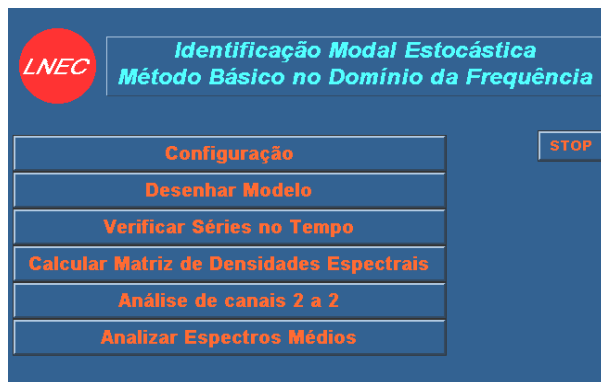 LNEC
Identificação Modal Estocástica
Método Básico no Domínio da Frequência
STOP
Configuração
Desenhar Modelo
Verificar Séries no Tempo
Calcular Matriz de Densidades Espectrais
Análise de canais 2 a 2
Analizar Espectros Médios